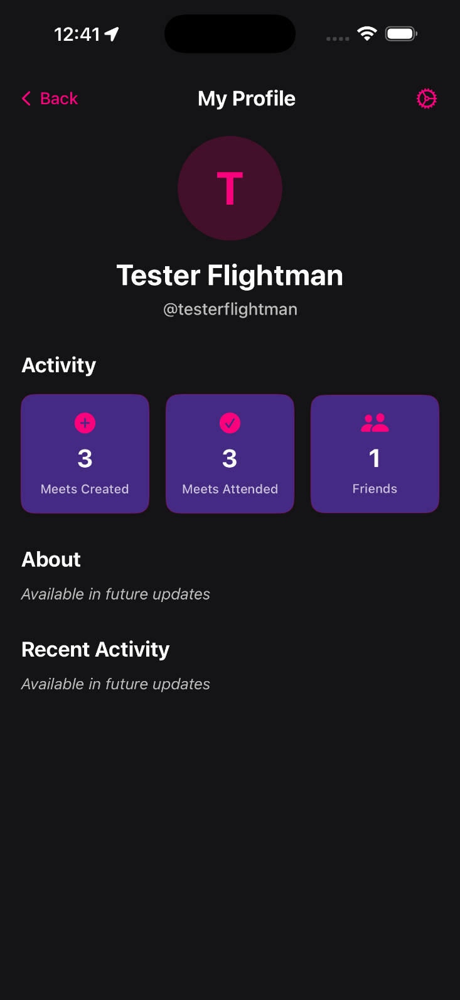 12:41
Back
My Profile
T
Tester Flightman
@testerflightman
Activity
3
Meets Created
3
Meets Attended
1
Friends
About
Available in future updates
Recent Activity
Available in future updates